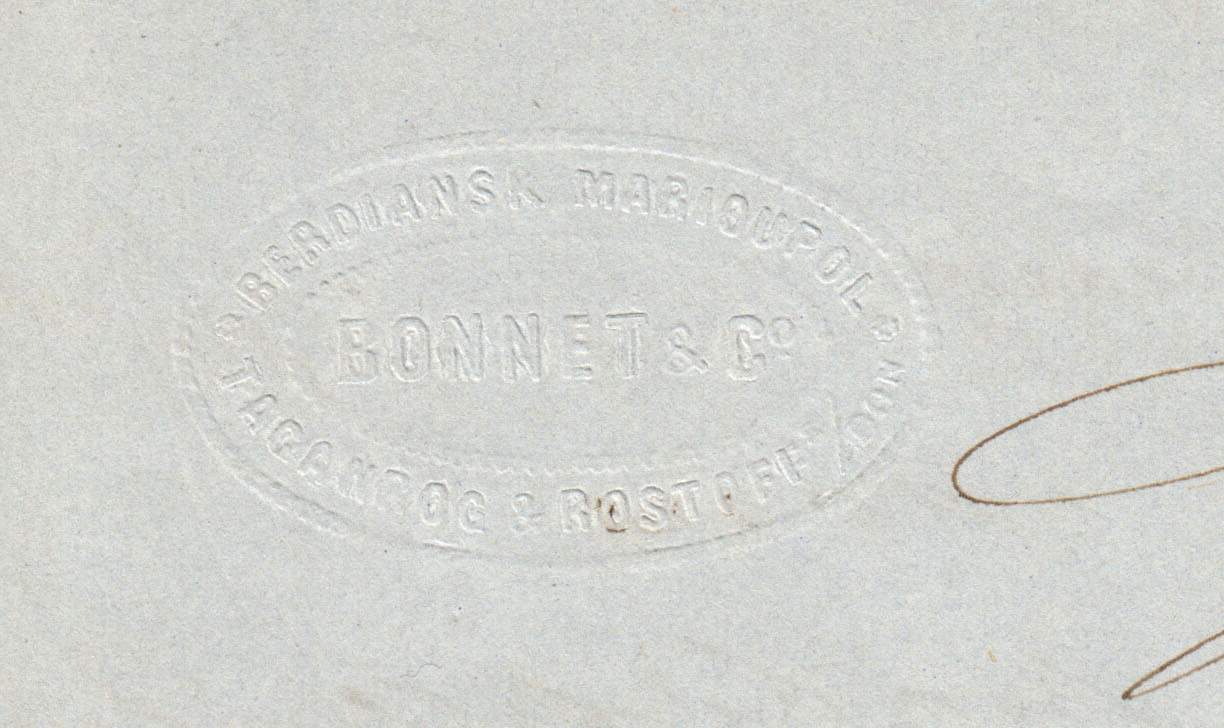 BERDIANSK MARIOUPOL
BONNET & Cº
TAGANROG & ROSTOFF /DON